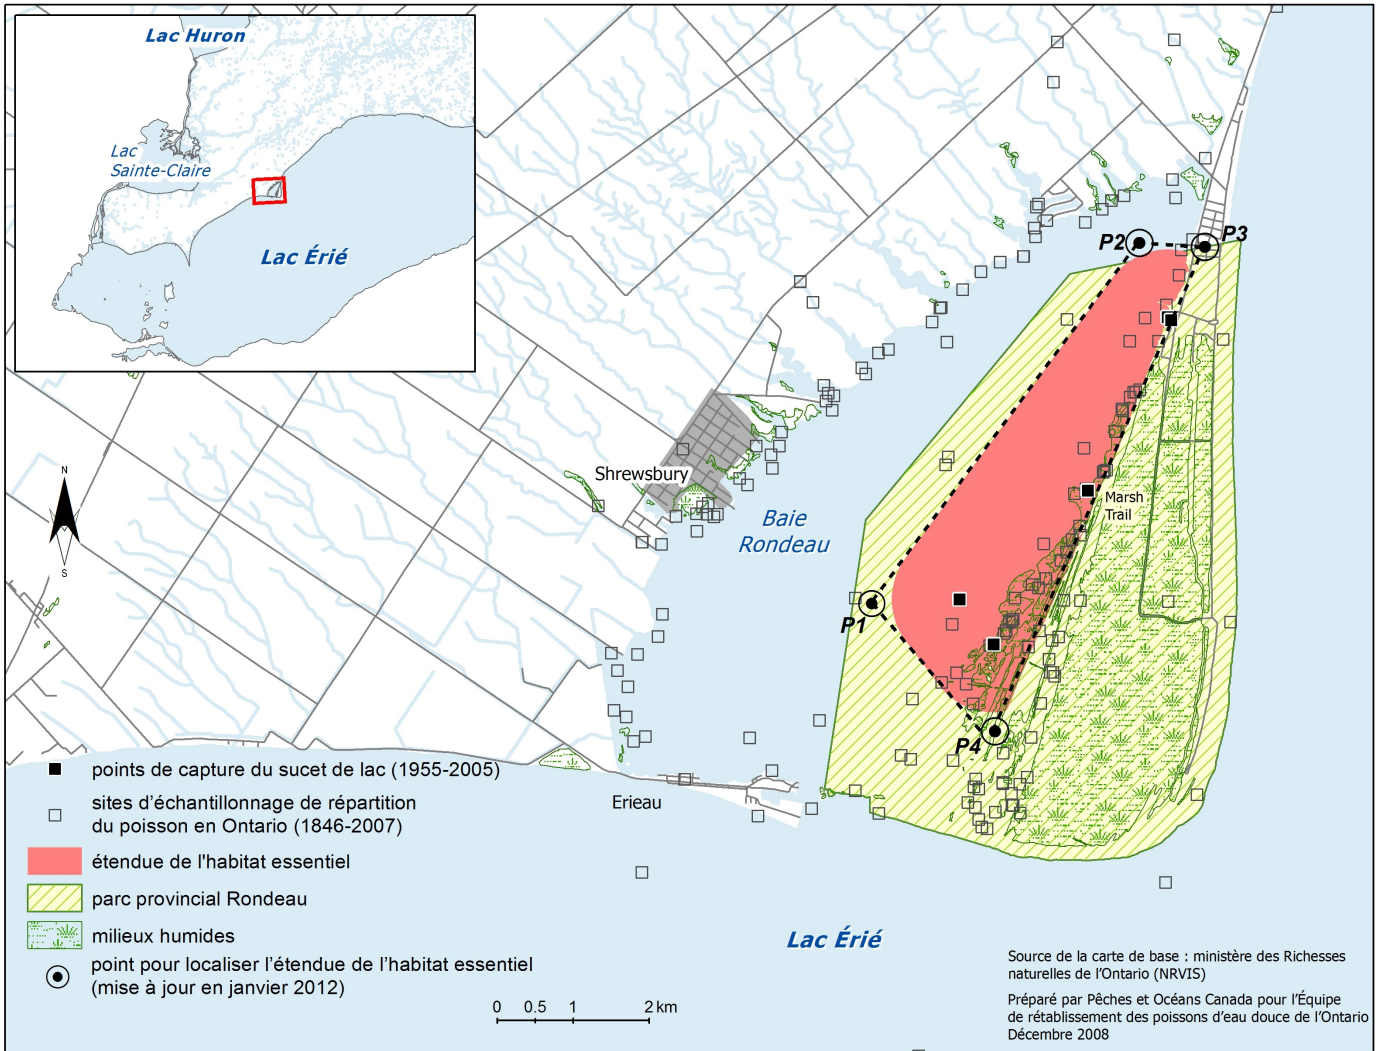 Lac Huron
Lac
Sainte-Claire
Lac Érié
P2
P3
Shrewsbury
Marsh
Trail
Baie
Rondeau
N
S
P1
P4
Erieau
points de capture du sucet de lac (1955-2005)
sites d'échantillonnage de répartition
du poisson en Ontario (1846-2007)
étendue de l'habitat essentiel
parc provincial Rondeau
milieux humides
point pour localiser l'étendue de l'habitat essentiel
(mise à jour en janvier 2012)
0 0.5 1 2 km
Lac Érié
Source de la carte de base : ministère des Richesses
naturelles de l'Ontario (NRVIS)
Préparé par Pêches et Océans Canada pour l'Équipe
de rétablissement des poissons d'eau douce de l'Ontario
Décembre 2008